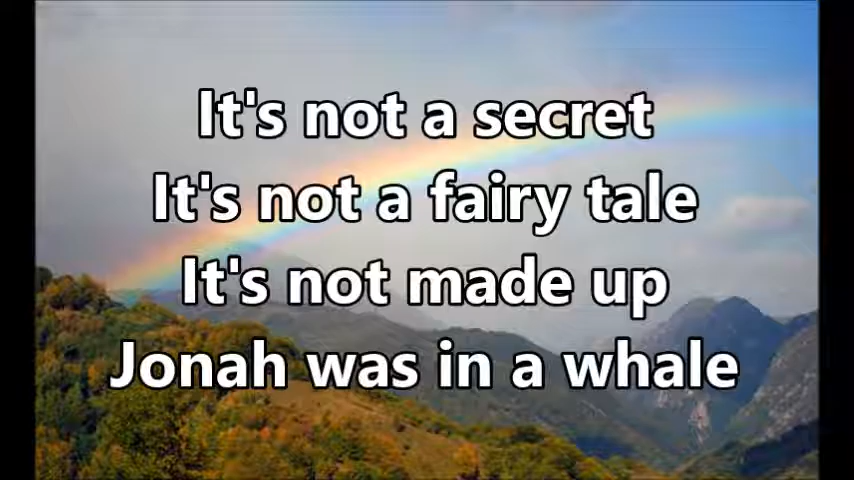 It's not a secret
It's not a fairy tale
It's not made up
Jonah was in a whale